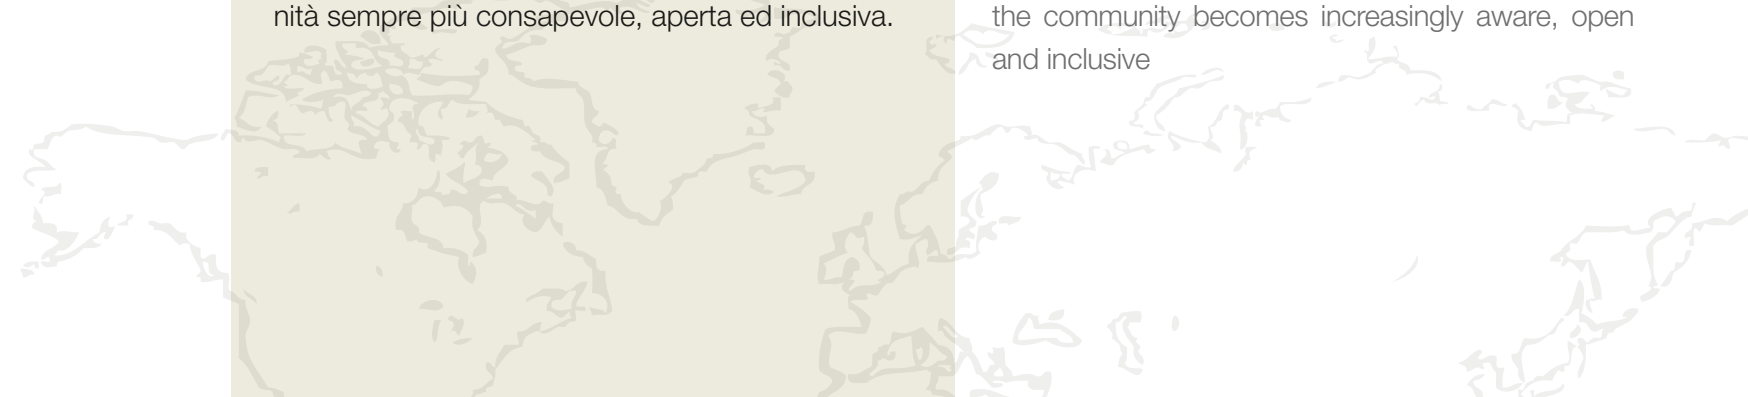 nità sempre più consapevole, aperta ed inclusiva.
the community becomes increasingly aware, open
and inclusive